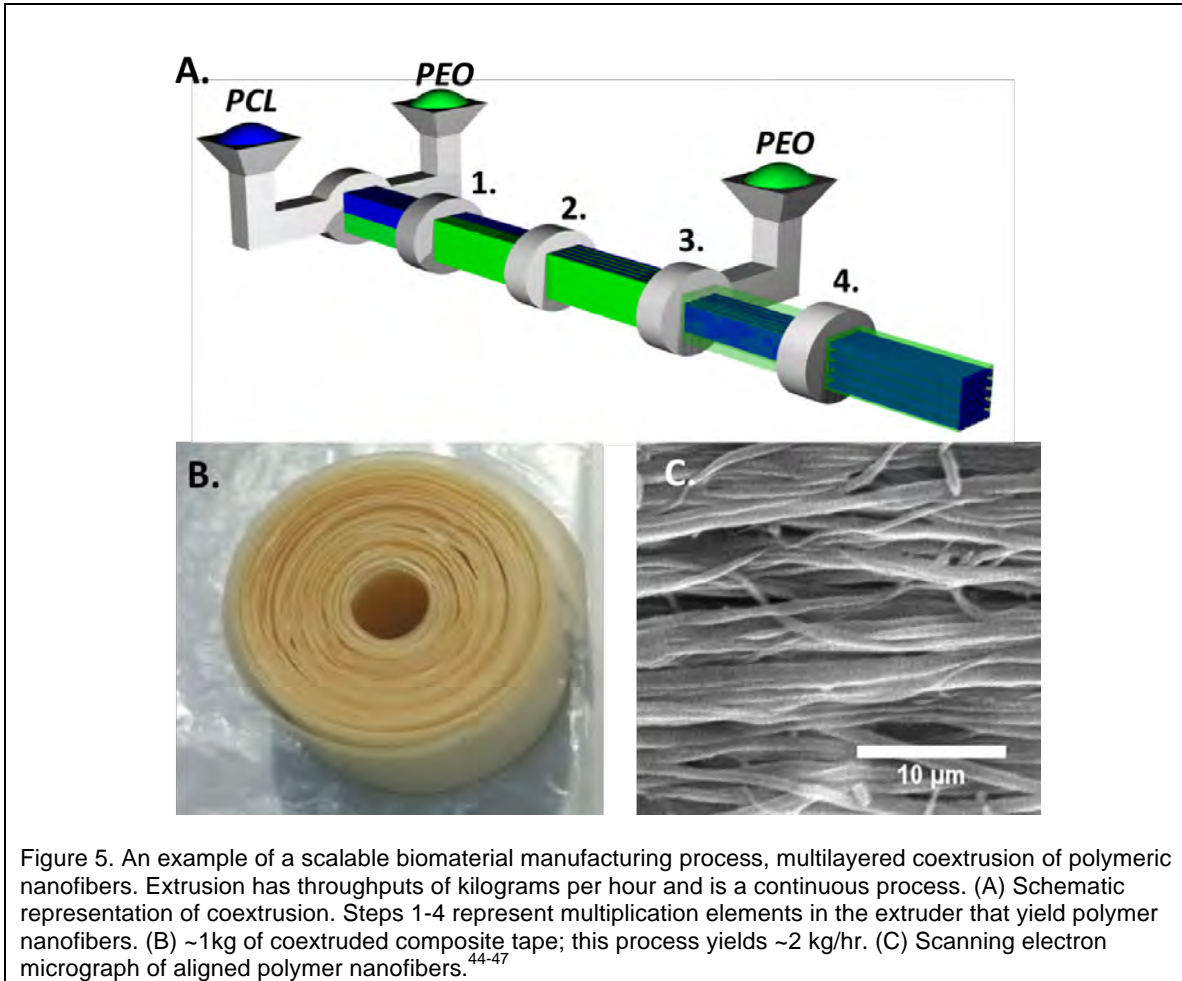 A.
PCL
PEO
PEO
1.
2.
3.
4.
B.
C.
10 µm
Figure 5. An example of a scalable biomaterial manufacturing process, multilayered coextrusion of polymeric
nanofibers. Extrusion has throughputs of kilograms per hour and is a continuous process. (A) Schematic
representation of coextrusion. Steps 1-4 represent multiplication elements in the extruder that yield polymer
nanofibers. (B) ~1kg of coextruded composite tape; this process yields ~2 kg/hr. (C) Scanning electron
micrograph of aligned polymer nanofibers.44-47